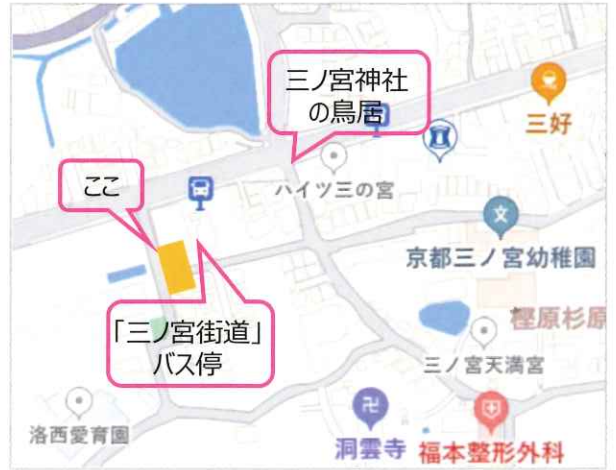 三ノ宮神社
の鳥居
三好
ここ
ハイツ三の宮
文
京都三ノ宮幼稚園
「三ノ宮街道」
バス停
樫原杉原
三ノ宮天満宮
洛西愛育園
卍
洞雲寺
福本整形外科